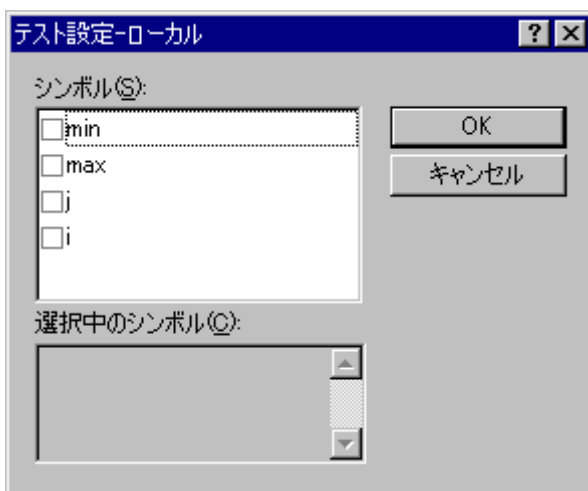 テスト設定-ローカル
シンボル(S):
min
max
j
i
OK
キャンセル
選択中のシンボル(C):